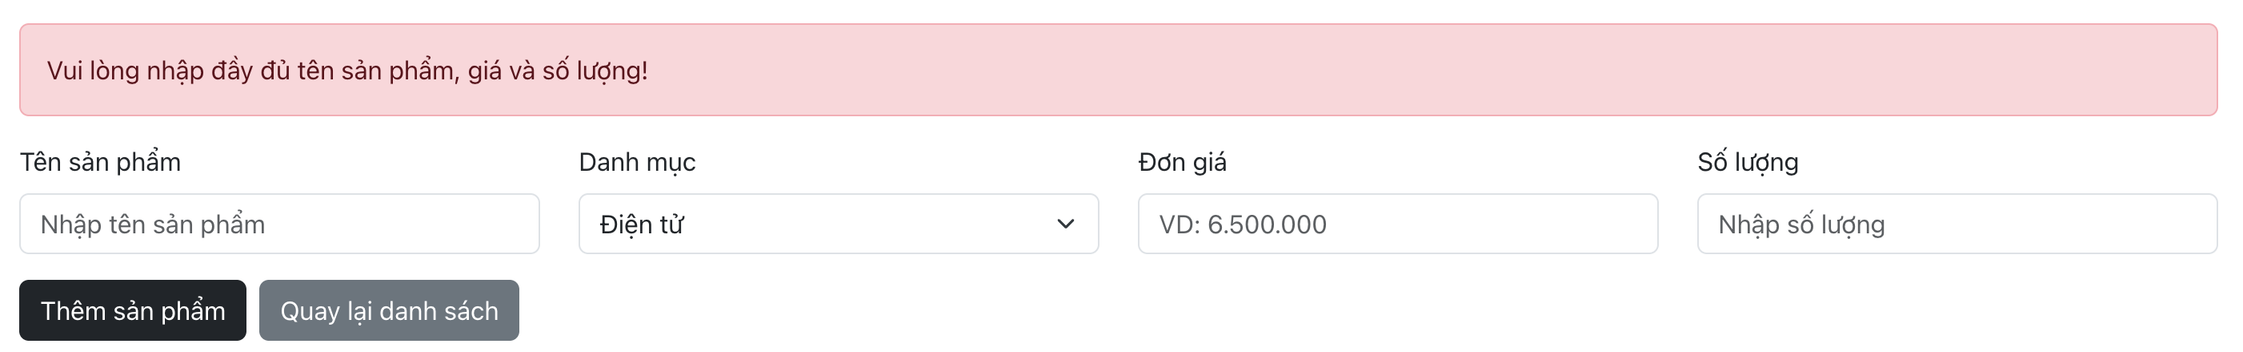 Vui lòng nhập đầy đủ tên sản phẩm, giá và số lượng!
Tên sản phẩm
Danh mục
Đơn giá
Số lượng
Nhập tên sản phẩm
Điện tử
VD: 6.500.000
Nhập số lượng
Thêm sản phẩm
Quay lại danh sách